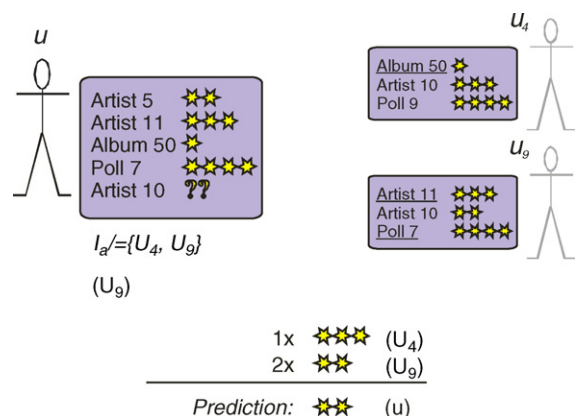 u
Artist 5
Artist 11
Album 50
Poll 7
Artist 10 ??
Ia/={U4, U9}
(U9)
u4
Album 50
Artist 10
Poll 9
u9
Artist 11
Artist 10
Poll 7
1x (U4)
2x (U9)
Prediction: (u)